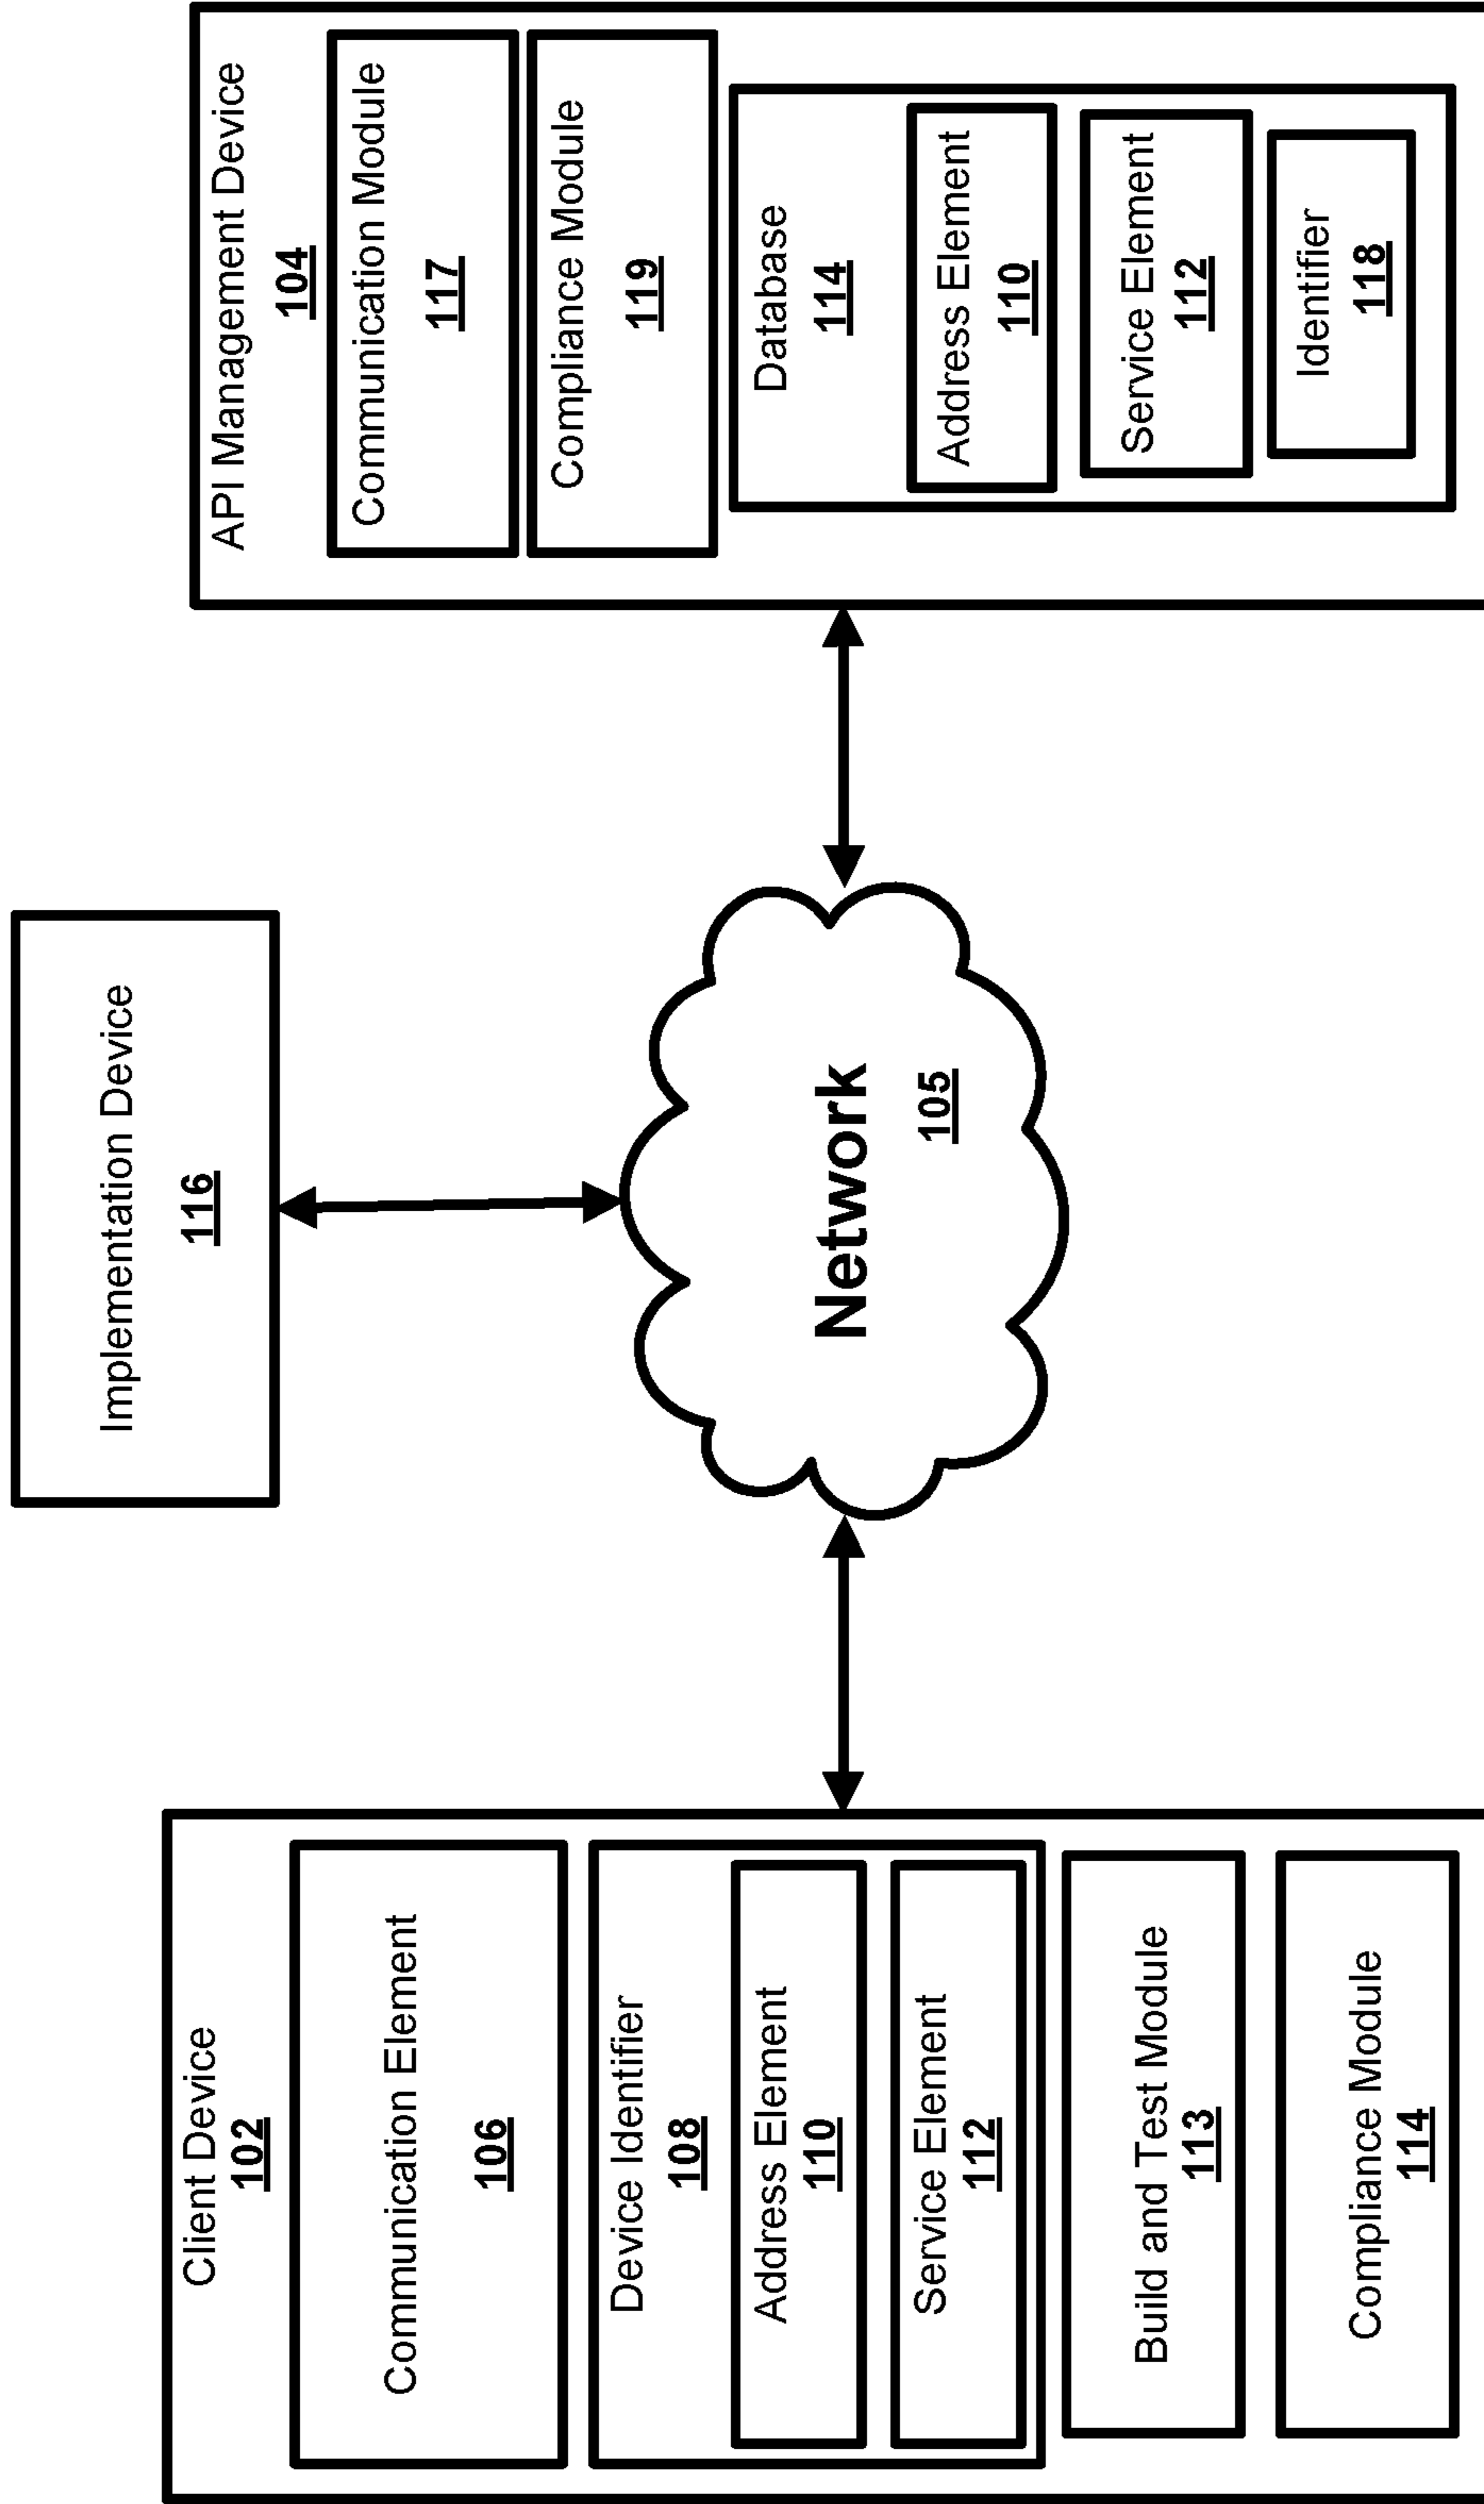 Client Device
102
Communication Element
106
Device Identifier
108
Address Element
110
Service Element
112
Build and Test Module
113
Compliance Module
114
Implementation Device
116
Network
105
API Management Device
104
Communication Module
117
Compliance Module
119
Database
114
Address Element
110
Service Element
112
Identifier
118